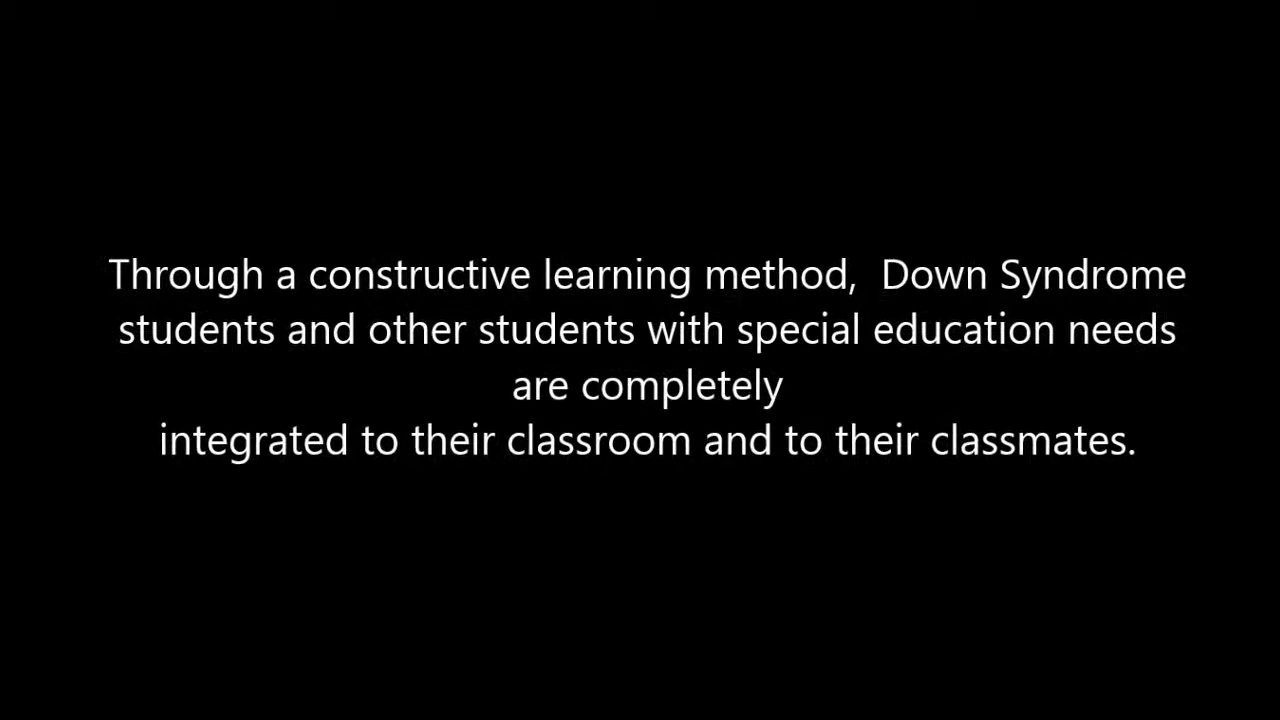 Through a constructive learning method,  Down Syndrome
students and other students with special education needs
are completely
integrated to their classroom and to their classmates.